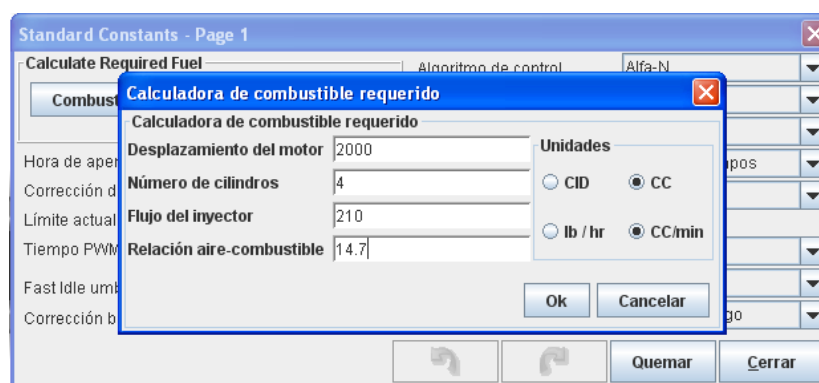 Standard Constants - Page 1
Calculate Required Fuel
Algoritmo de control Alfa-N
Calculadora de combustible requerido
Calculadora de combustible requerido
Desplazamiento del motor 2000
Unidades
Número de cilindros 4
CID CC
Flujo del inyector 210
lb / hr CC/min
Relación aire-combustible 14.7
Hora de
Corrección
Límite actual
Tiempo PWM
Fast Idle
Corrección
Ok Cancelar
Quemar Cerrar